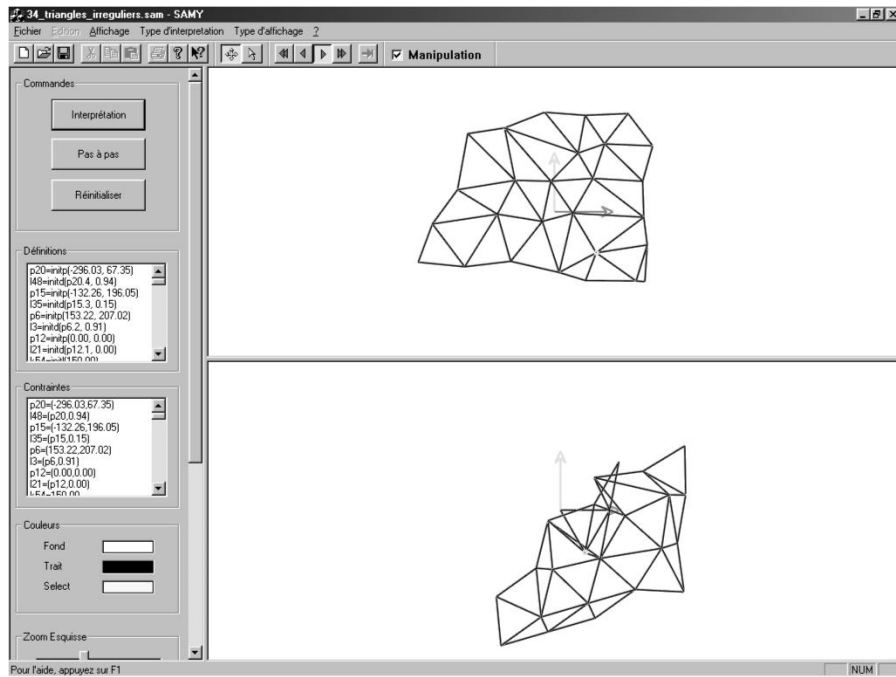 34_triangles_irreguliers.sam - SAMY
Fichier Edition Affichage Type d'interpretation Type d'affichage ?
Manipulation
Commandes
Interprétation
Pas à pas
Réinitialiser
Définitions
p20=initp(-296.03, 67.35)
l48=initd(p20.4, 0.94)
p15=initp(-132.26, 196.05)
l35=initd(p15.3, 0.15)
p6=initp(153.22, 207.02)
l3=initd(p6.2, 0.91)
p12=initp(0.00, 0.00)
l21=initd(p12.1, 0.00)
Contraintes
p20=(-296.03,67.35)
l48=(p20,0.94)
p15=(-132.26,196.05)
l35=(p15,0.15)
p6=(153.22,207.02)
l3=(p6,0.91)
p12=(0.00,0.00)
l21=(p12,0.00)
Couleurs
Fond
Trait
Select
Zoom Esquisse
Pour l'aide, appuyez sur F1
NUM